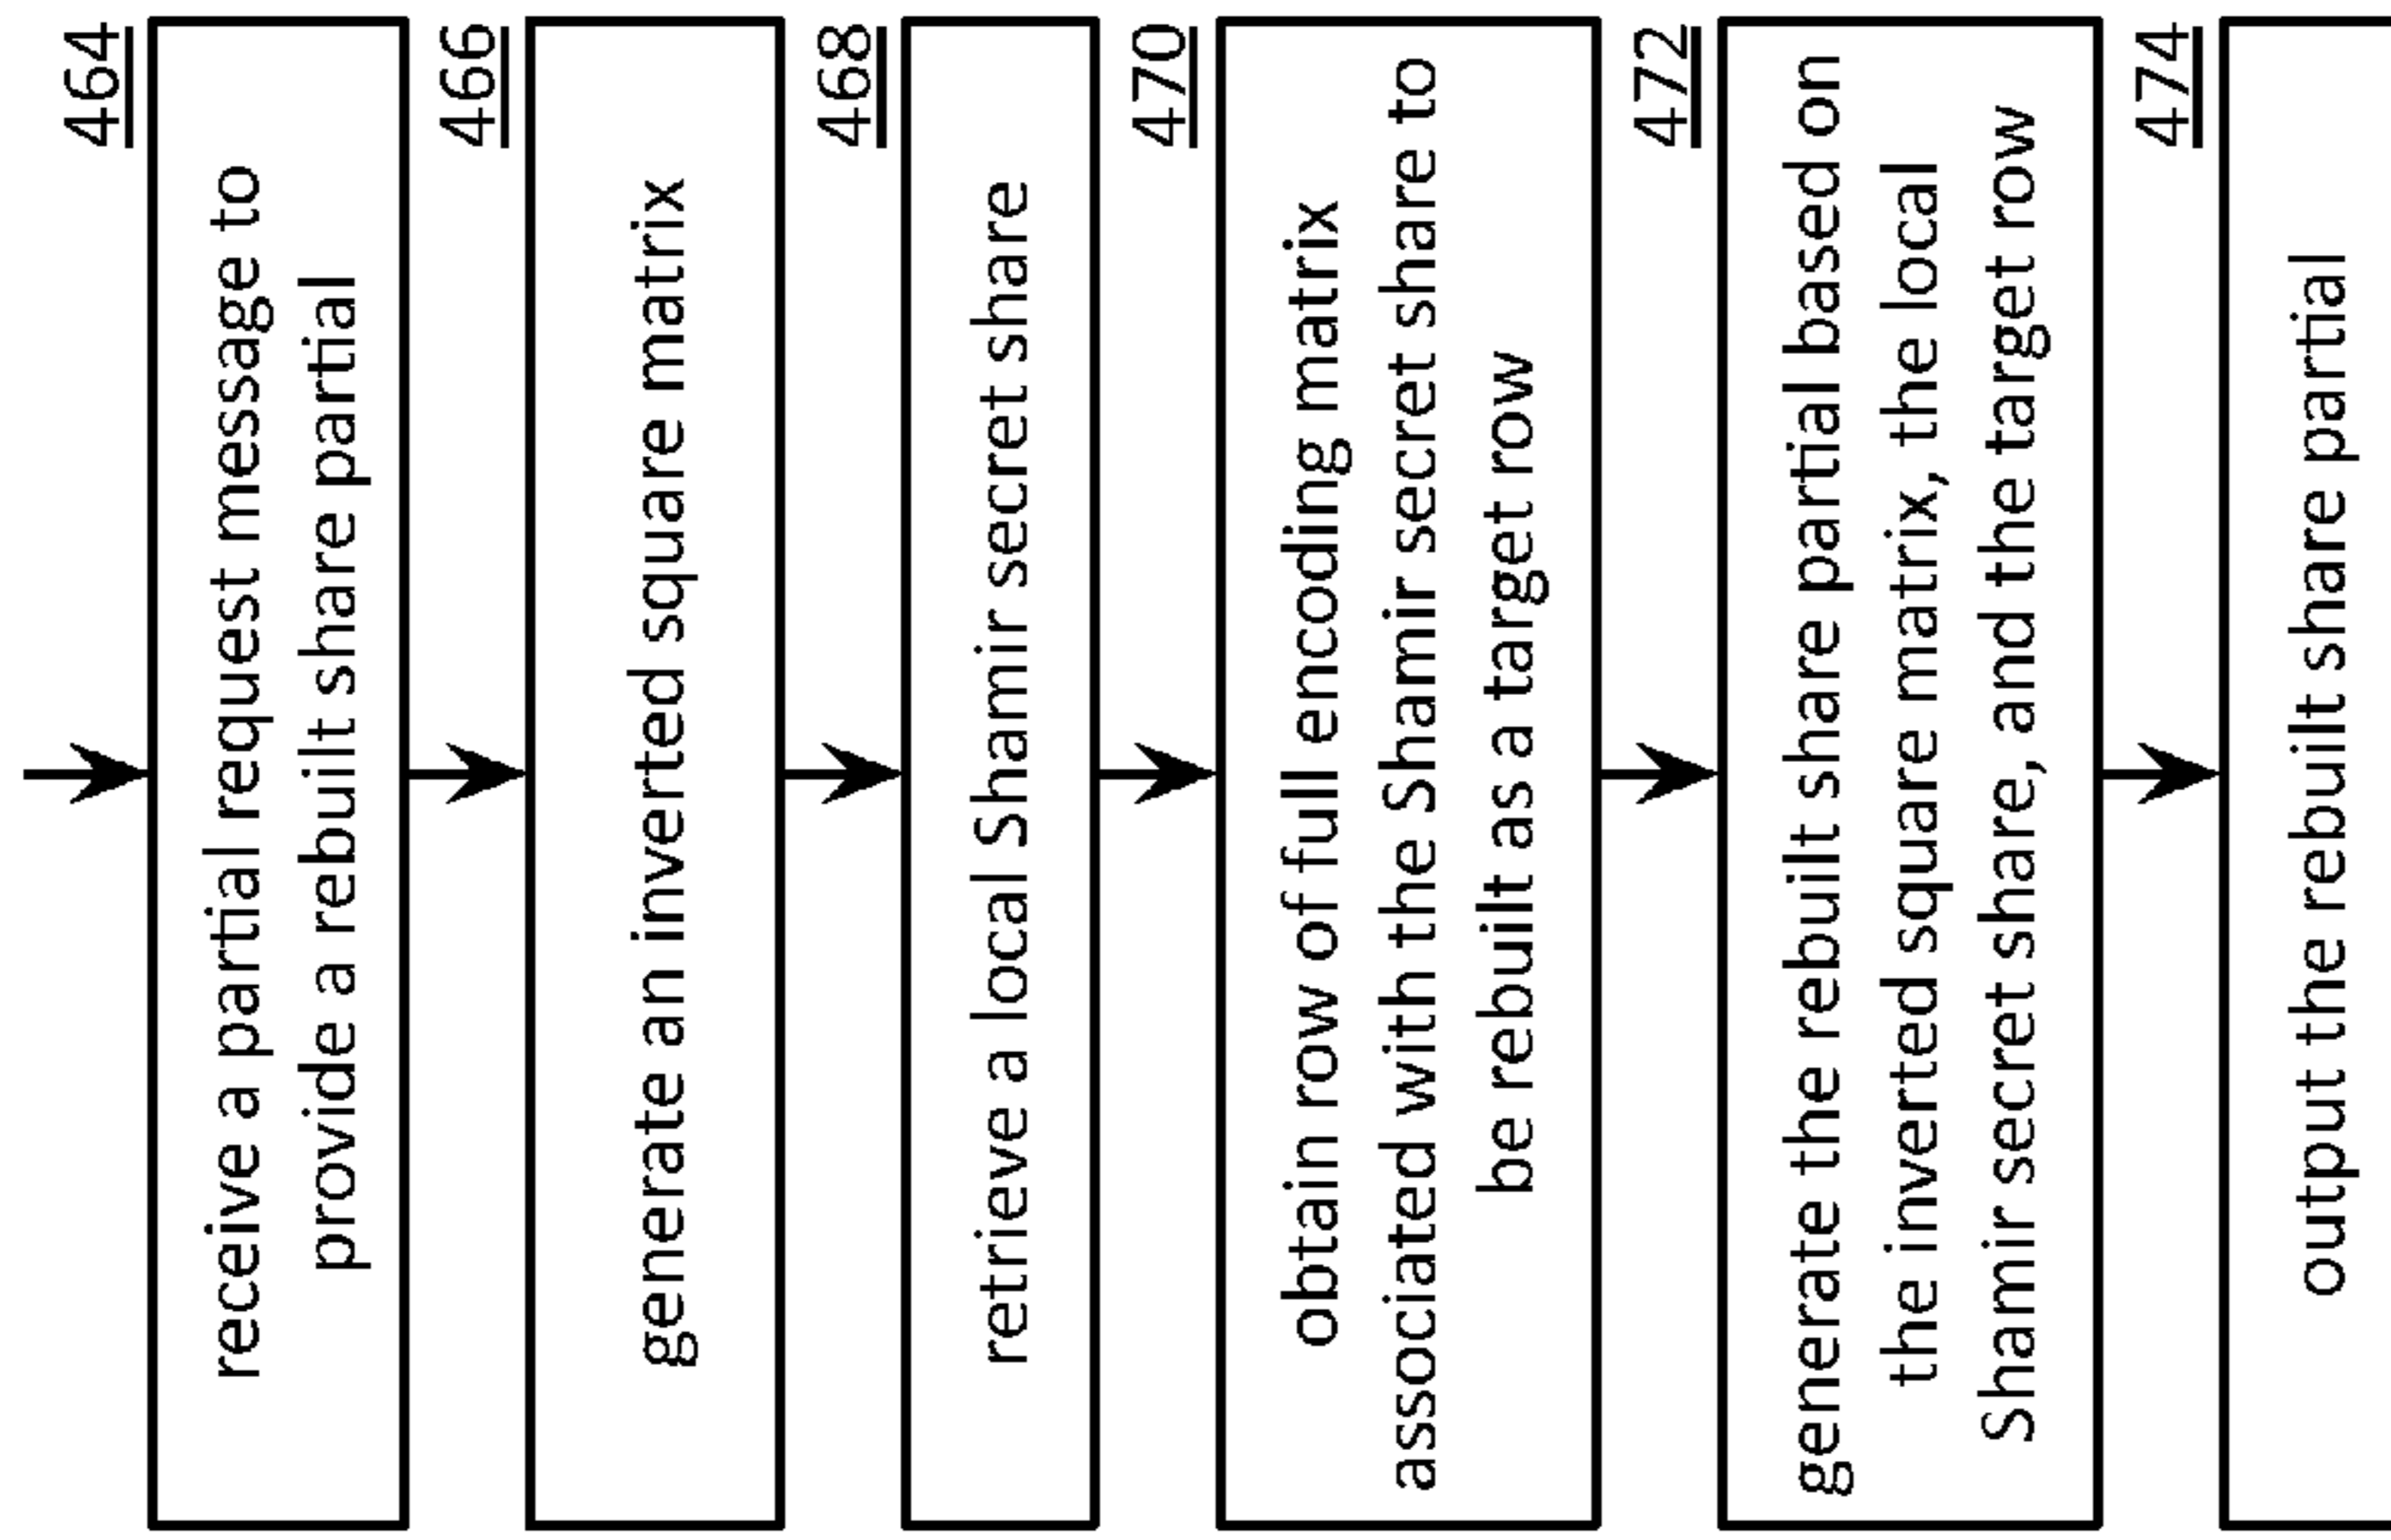 464
receive a partial request message to
provide a rebuilt share partial
466
generate an inverted square matrix
468
retrieve a local Shamir secret share
470
obtain row of full encoding matrix
associated with the Shamir secret share to
be rebuilt as a target row
472
generate the rebuilt share partial based on
the inverted square matrix, the local
Shamir secret share, and the target row
474
output the rebuilt share partial